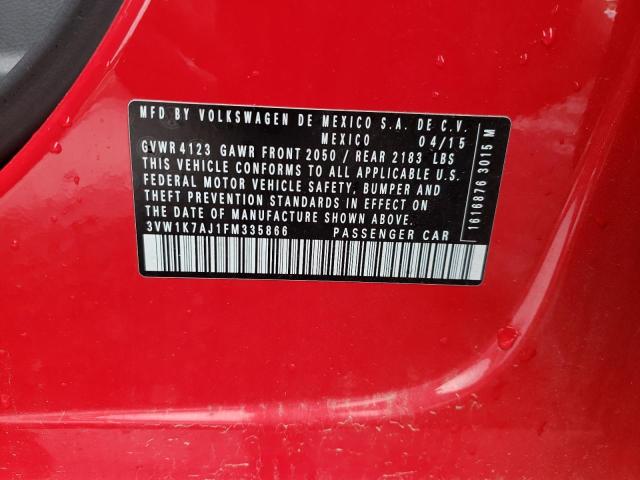 MFD BY VOLKSWAGEN DE MEXICO S.A. DE C.V.
MEXICO 04/15
GVWR 4123 GAWR FRONT 2050 / REAR 2183 LBS
THIS VEHICLE CONFORMS TO ALL APPLICABLE U.S.
FEDERAL MOTOR VEHICLE SAFETY, BUMPER AND
THEFT PREVENTION STANDARDS IN EFFECT ON
THE DATE OF MANUFACTURE SHOWN ABOVE.
3VW1K7AJ1FM335866 PASSENGER CAR
1616876 3015 M